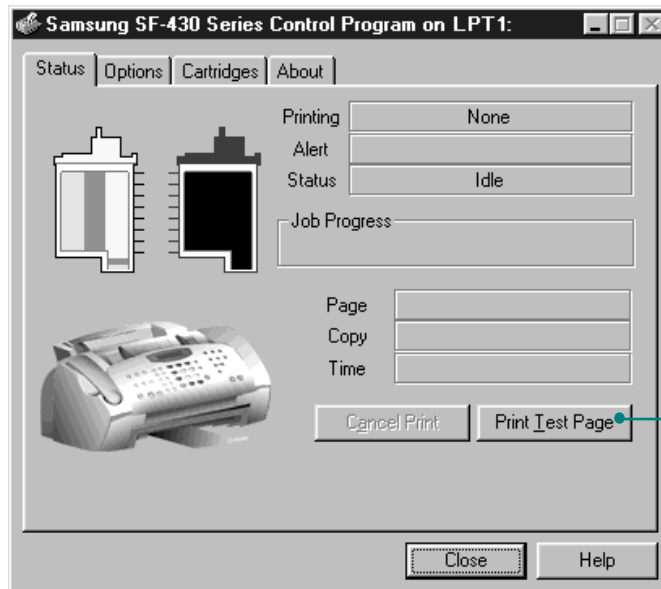 Samsung SF-430 Series Control Program on LPT1:
Status Options Cartridges About
Printing None
Alert
Status Idle
Job Progress
Page
Copy
Time
Cancel Print Print Test Page
Close Help